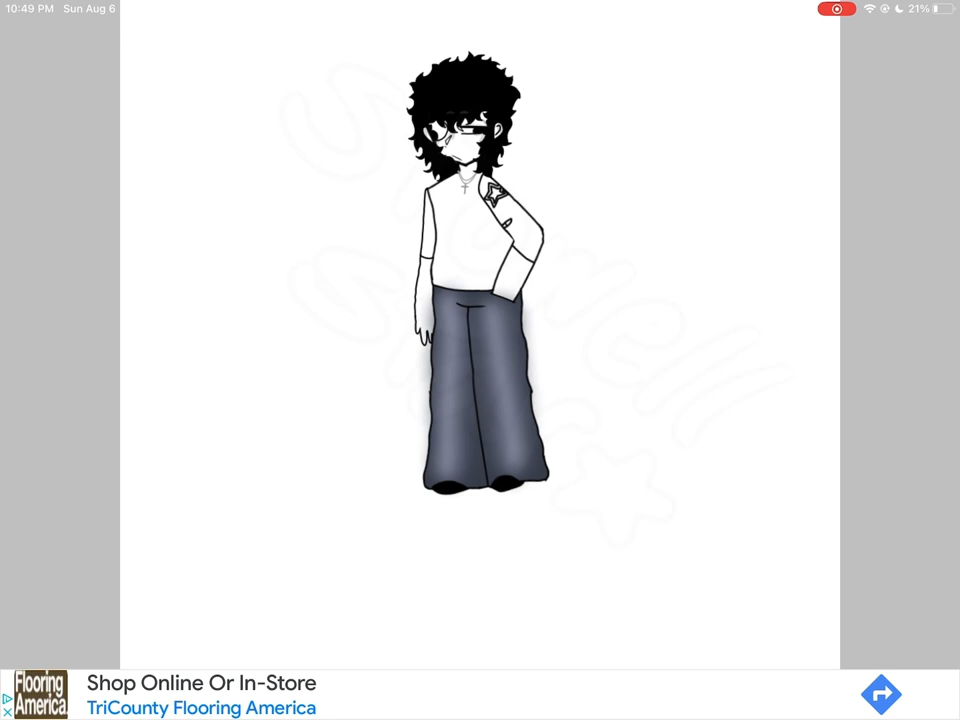 10:49 PM Sun Aug 6
21%
Flooring
America
Shop Online Or In-Store
TriCounty Flooring America